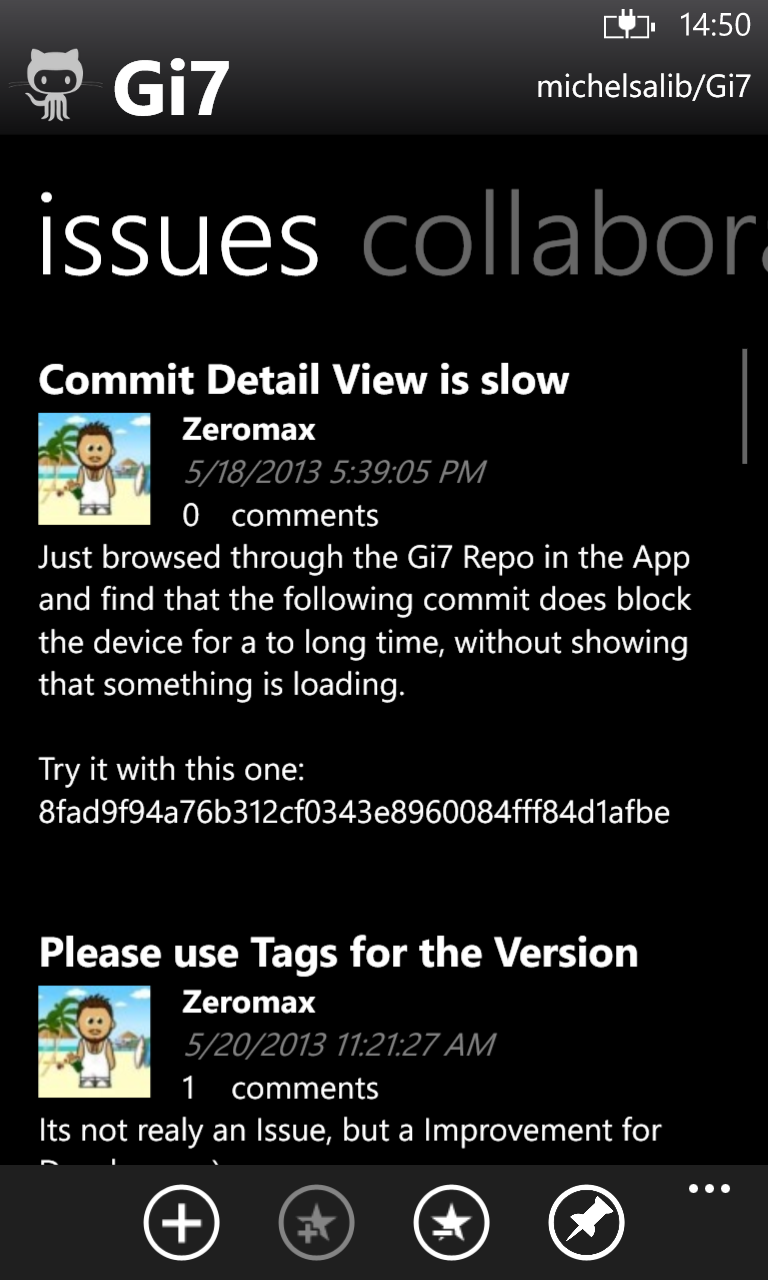 14:50
Gi7
michelsalib/Gi7
issues collabora
Commit Detail View is slow
Zeromax
5/18/2013 5:39:05 PM
0 comments
Just browsed through the Gi7 Repo in the App
and find that the following commit does block
the device for a to long time, without showing
that something is loading.
Try it with this one:
8fad9f94a76b312cf0343e8960084fff84d1afbe
Please use Tags for the Version
Zeromax
5/20/2013 11:21:27 AM
1 comments
Its not realy an Issue, but a Improvement for